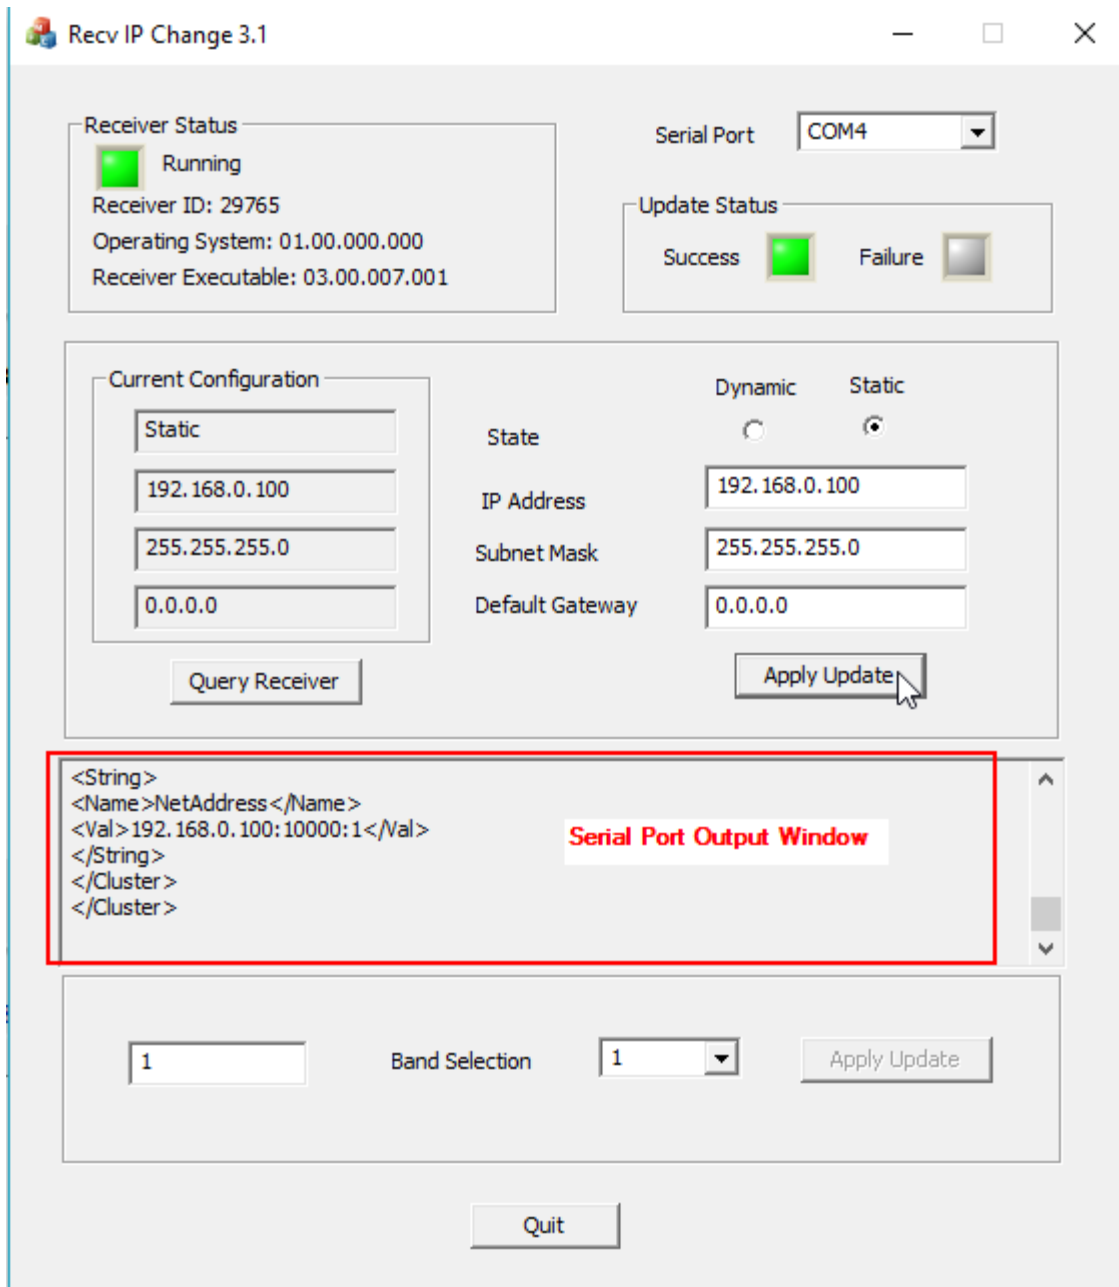 Recv IP Change 3.1
Receiver Status
Running
Receiver ID: 29765
Operating System: 01.00.000.000
Receiver Executable: 03.00.007.001
Serial Port COM4
Update Status
Success Failure
Current Configuration
Static
192.168.0.100
255.255.255.0
0.0.0.0
Query Receiver
Dynamic Static
State
IP Address 192.168.0.100
Subnet Mask 255.255.255.0
Default Gateway 0.0.0.0
Apply Update
<String>
<Name>NetAddress</Name>
<Val>192.168.0.100:10000:1</Val>
</String>
</Cluster>
</Cluster>
Serial Port Output Window
1 Band Selection 1 Apply Update
Quit